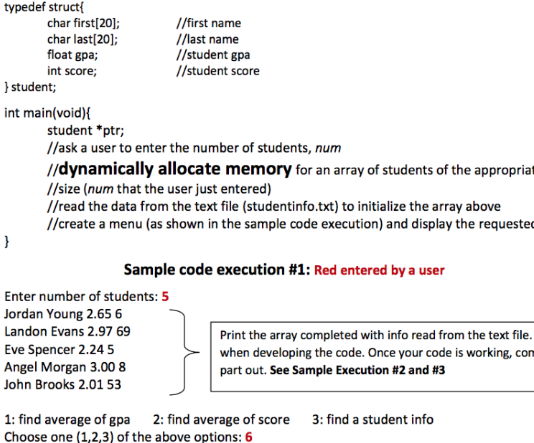 typedef struct{
char first[20]; //first name
char last[20]; //last name
float gpa; //student gpa
int score; //student score
} student;
int main(void){
student *ptr;
//ask a user to enter the number of students, num
//dynamically allocate memory for an array of students of the appropriat
//size (num that the user just entered)
//read the data from the text file (studentinfo.txt) to initialize the array above
//create a menu (as shown in the sample code execution) and display the requested
}
Sample code execution #1: Red entered by a user
Enter number of students: 5
Jordan Young 2.65 6
Landon Evans 2.97 69
Eve Spencer 2.24 5
Angel Morgan 3.00 8
John Brooks 2.01 53
Print the array completed with info read from the text file.
when developing the code. Once your code is working, com
part out. See Sample Execution #2 and #3
1: find average of gpa 2: find average of score 3: find a student info
Choose one (1,2,3) of the above options: 6